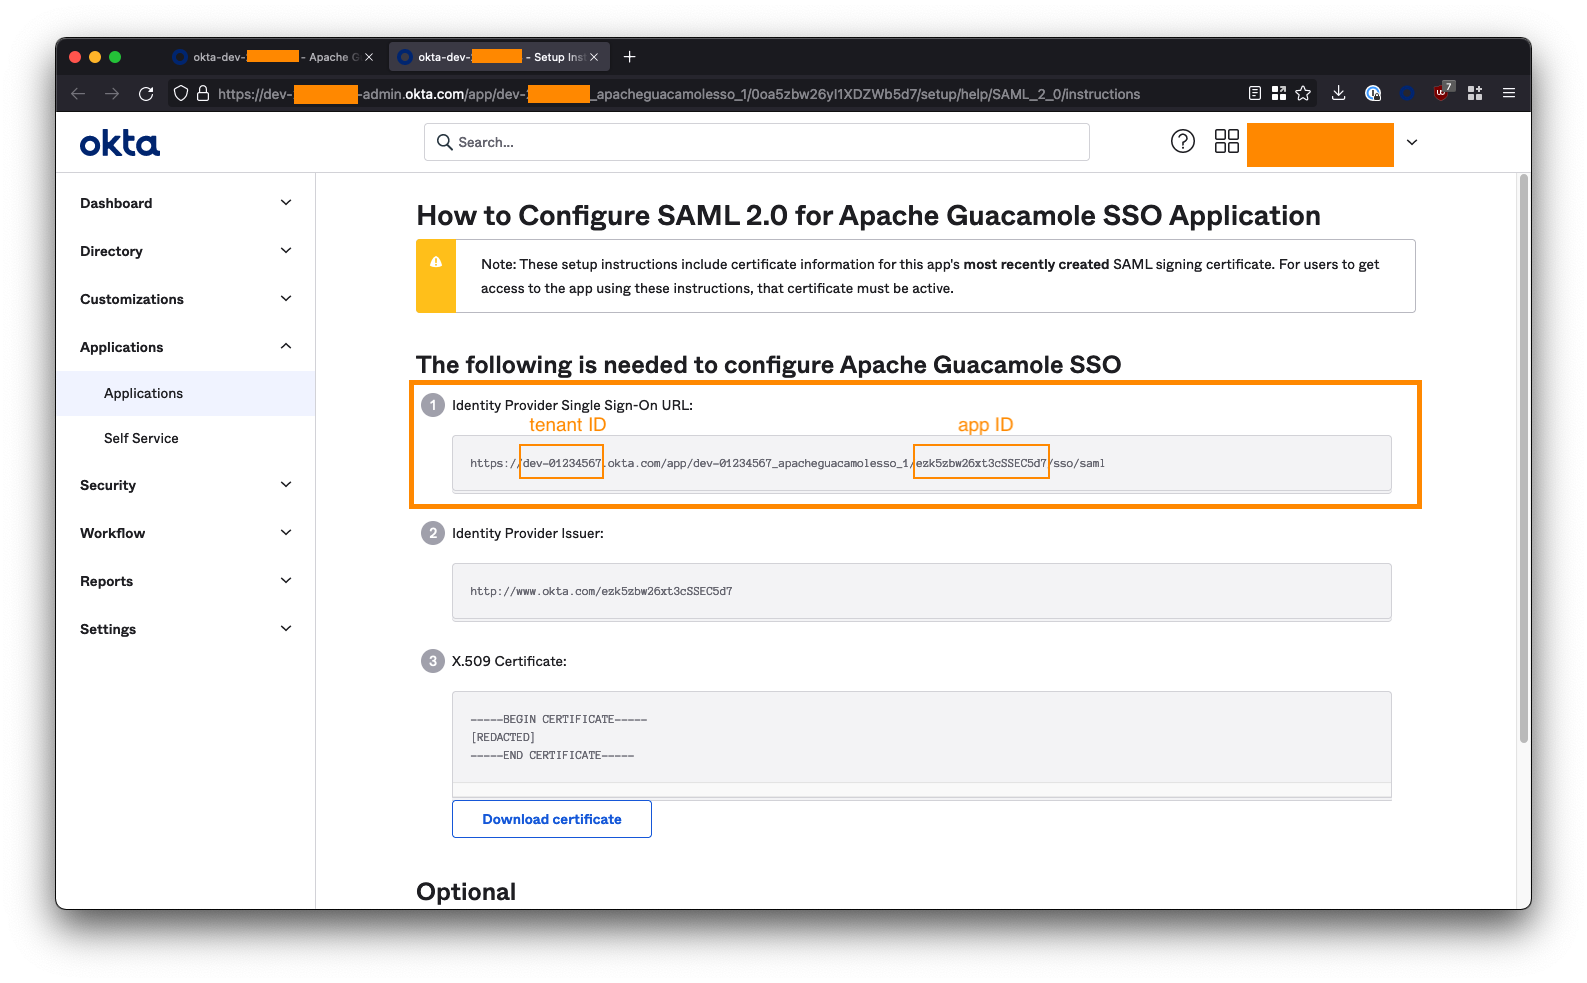 okta-dev- - Apache G
okta-dev- - Setup Inst
https://dev- -admin.okta.com/app/dev- _apacheguacamolesso_1/0oa5zbw26yl1XDZWb5d7/setup/help/SAML_2_0/instructions
7
okta
Search...
Dashboard
Directory
Customizations
Applications
Applications
Self Service
Security
Workflow
Reports
Settings
How to Configure SAML 2.0 for Apache Guacamole SSO Application
Note: These setup instructions include certificate information for this app's most recently created SAML signing certificate. For users to get
access to the app using these instructions, that certificate must be active.
The following is needed to configure Apache Guacamole SSO
1 Identity Provider Single Sign-On URL:
tenant ID app ID
https://dev-01234567.okta.com/app/dev-01234567_apacheguacamolesso_1/ezk5zbw26xt3cSSEC5d7/sso/saml
2 Identity Provider Issuer:
http://www.okta.com/ezk5zbw26xt3cSSEC5d7
3 X.509 Certificate:
-----BEGIN CERTIFICATE-----
[REDACTED]
-----END CERTIFICATE-----
Download certificate
Optional